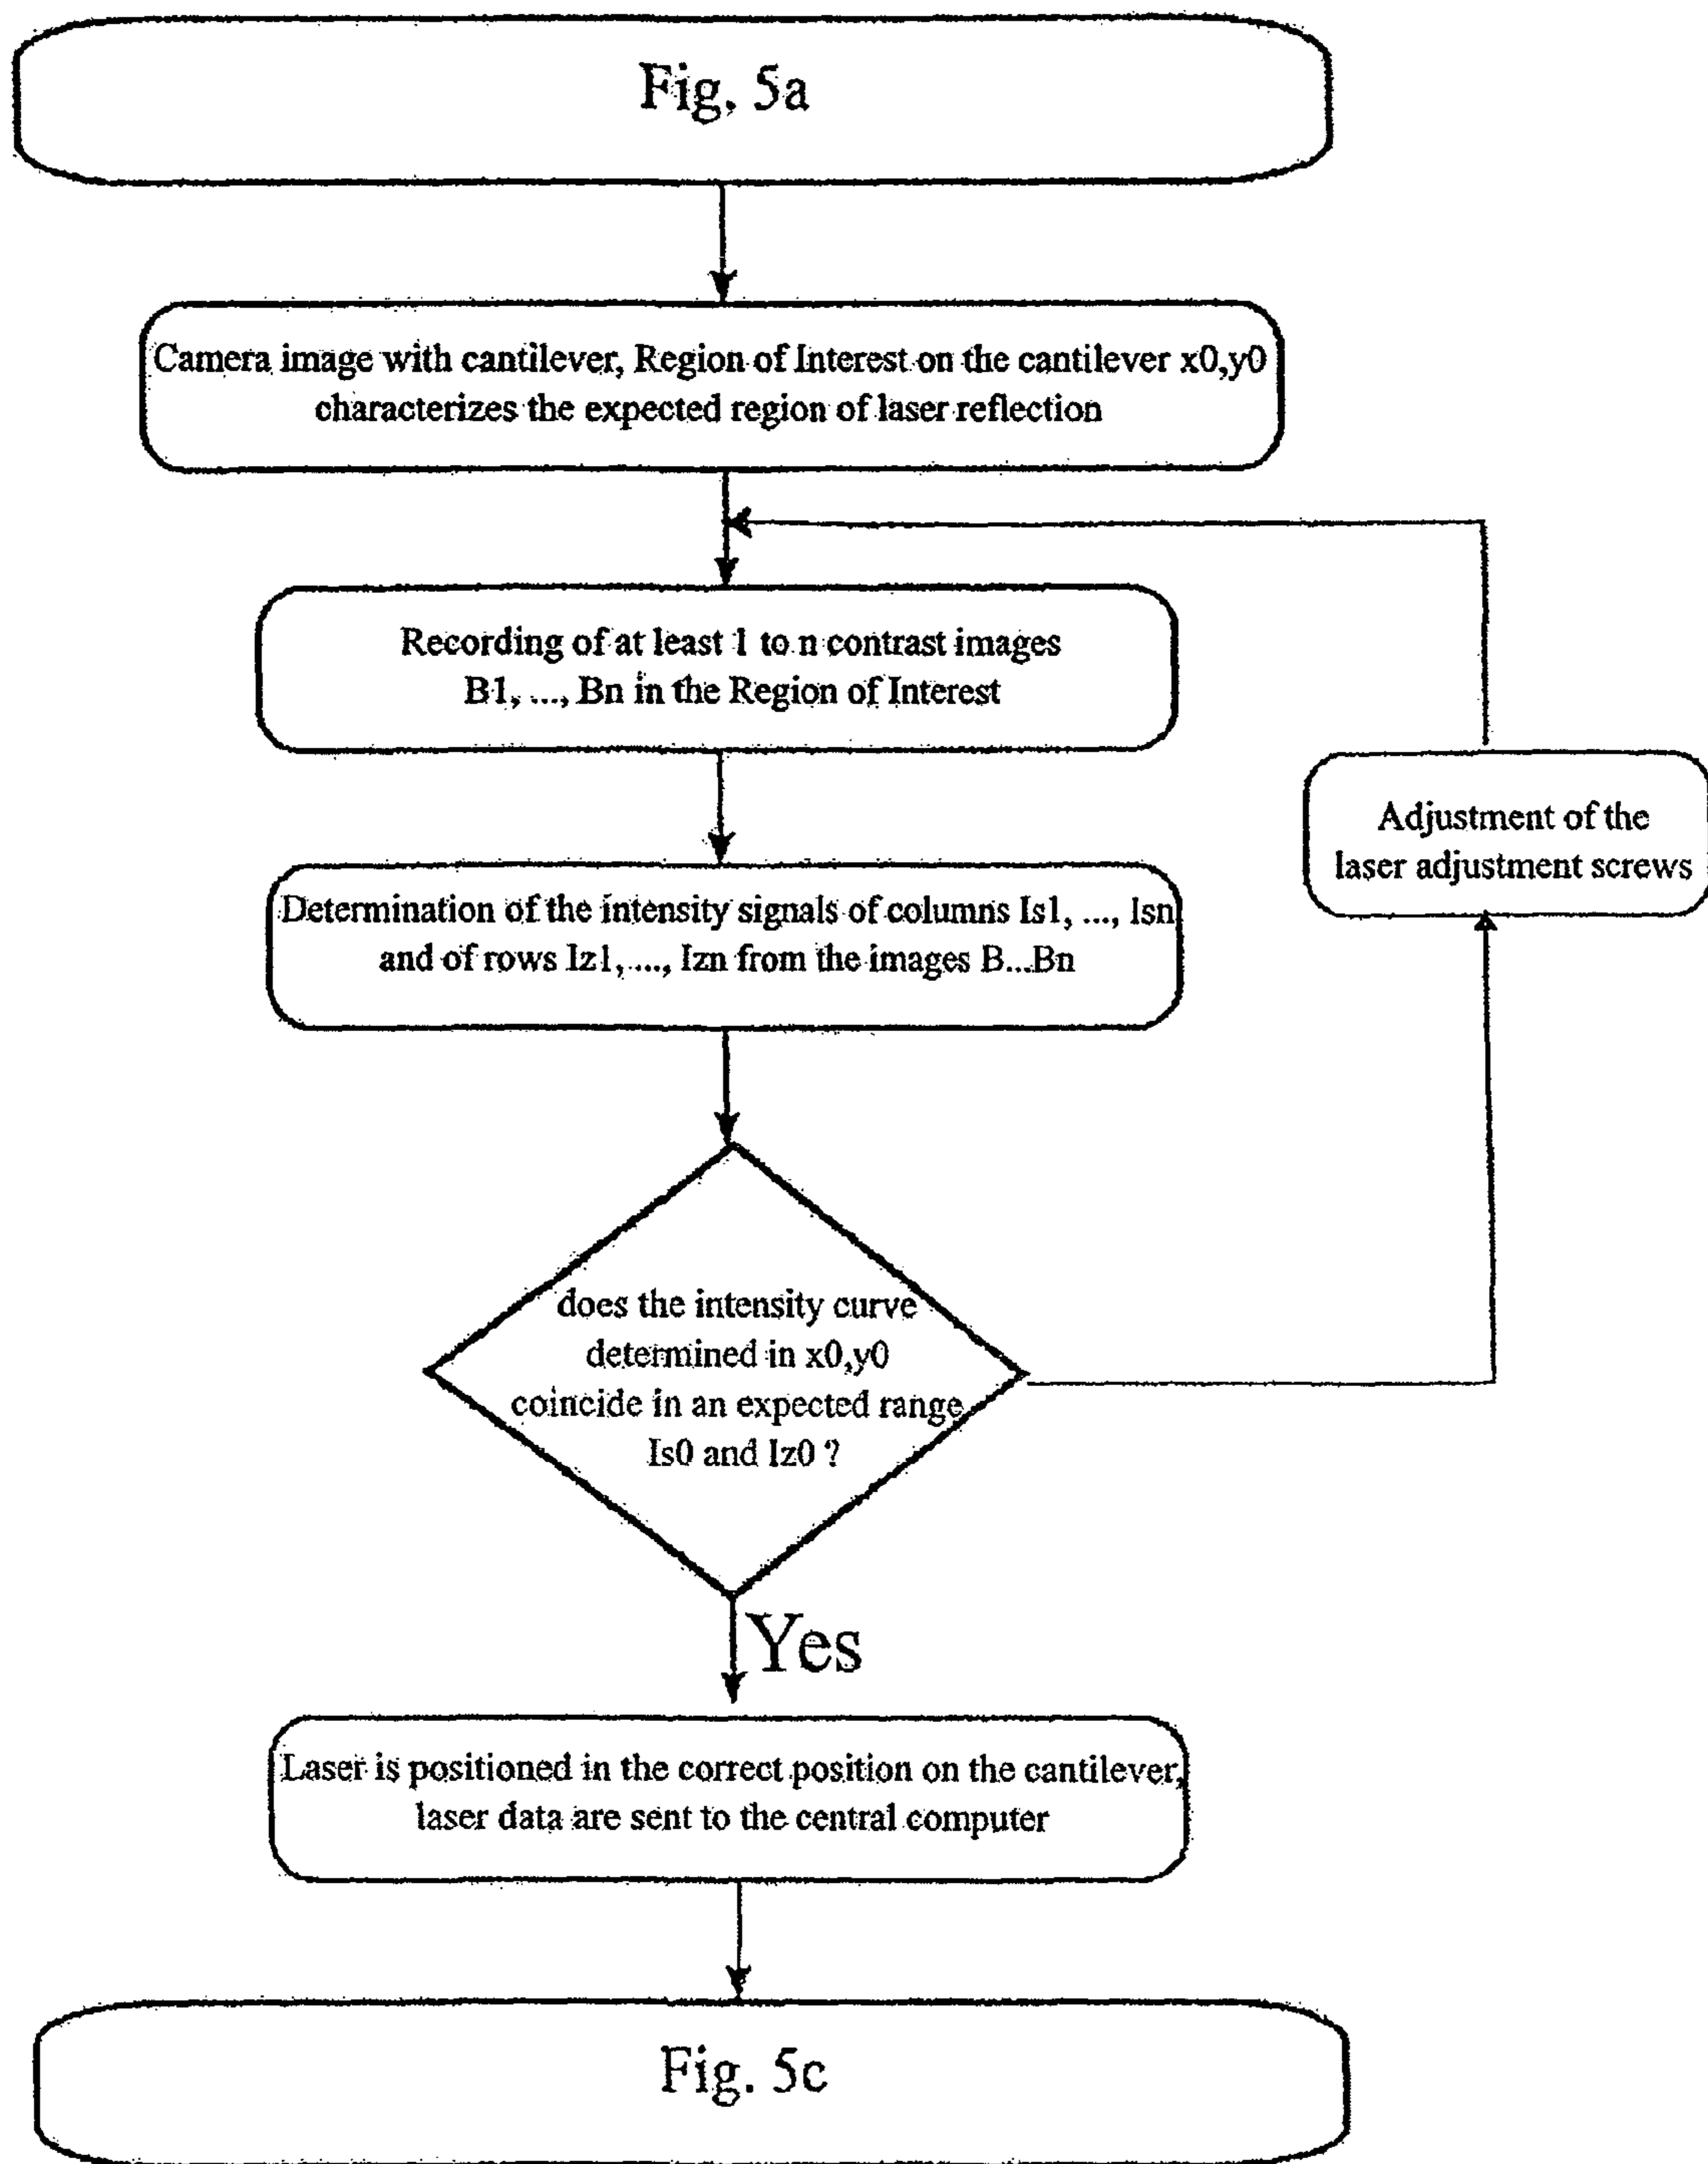 Fig. 5a
Camera image with cantilever, Region of Interest on the cantilever x0,y0
characterizes the expected region of laser reflection
Recording of at least 1 to n contrast images
B1, ..., Bn in the Region of Interest
Adjustment of the
laser adjustment screws
Determination of the intensity signals of columns Is1, ..., Isn
and of rows Iz1, ..., Izn from the images B...Bn
does the intensity curve
determined in x0,y0
coincide in an expected range
Is0 and Iz0 ?
Yes
Laser is positioned in the correct position on the cantilever,
laser data are sent to the central computer
Fig. 5c